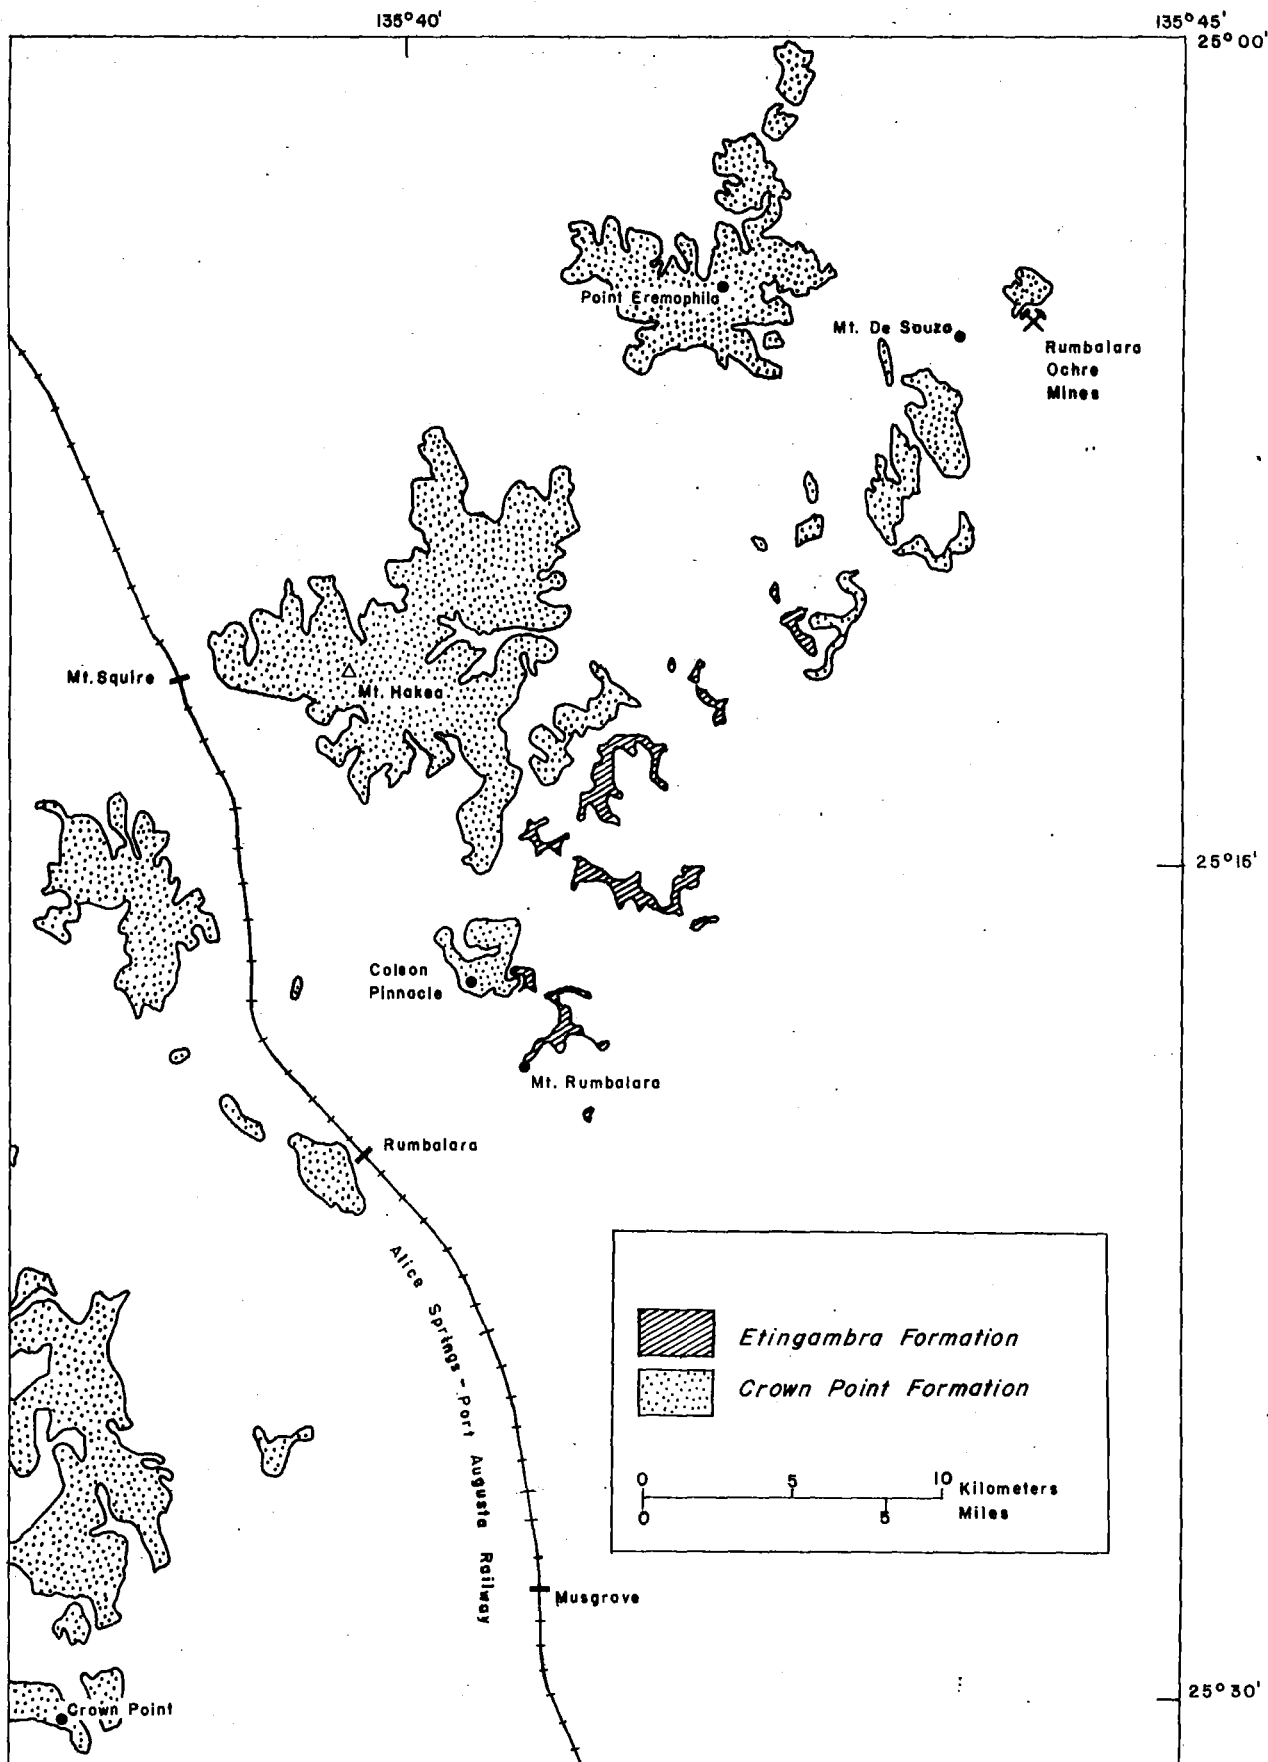 135°40'
135°45'
25°00'
Point Eremophila
Mt. De Souza
Rumbalara
Ochre
Mines
Mt. Squire
Mt. Hakea
25°15'
Colson
Pinnacle
Mt. Rumbalara
Rumbalara
Alice Springs - Port Augusta Railway
Etingambra Formation
Crown Point Formation
0 5 10 Kilometers
0 5 Miles
Musgrave
25°30'
Crown Point